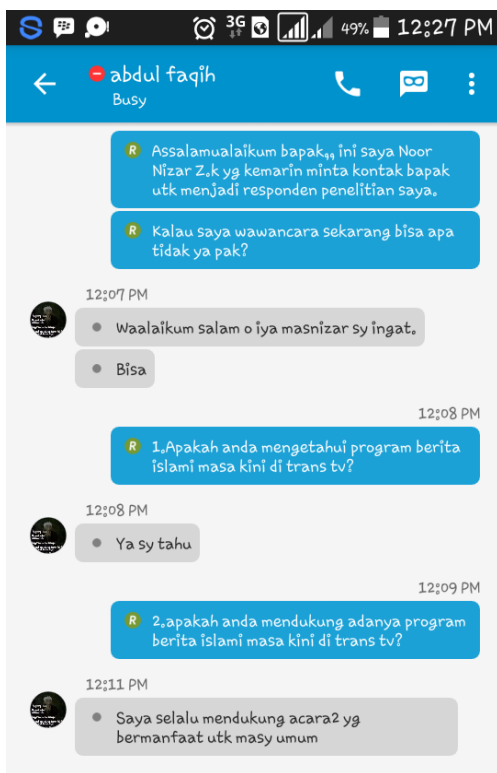 3G 49% 12:27 PM
abdul faqih
Busy
R Assalamualaikum bapak,, ini saya Noor
Nizar Z.k yg kemarin minta kontak bapak
utk menjadi responden penelitian saya.
R Kalau saya wawancara sekarang bisa apa
tidak ya pak?
12:07 PM
Waalaikum salam o iya masnizar sy ingat.
Bisa
12:08 PM
R 1.Apakah anda mengetahui program berita
islami masa kini di trans tv?
12:08 PM
Ya sy tahu
12:09 PM
R 2.apakah anda mendukung adanya program
berita islami masa kini di trans tv?
12:11 PM
Saya selalu mendukung acara2 yg
bermanfaat utk masy umum